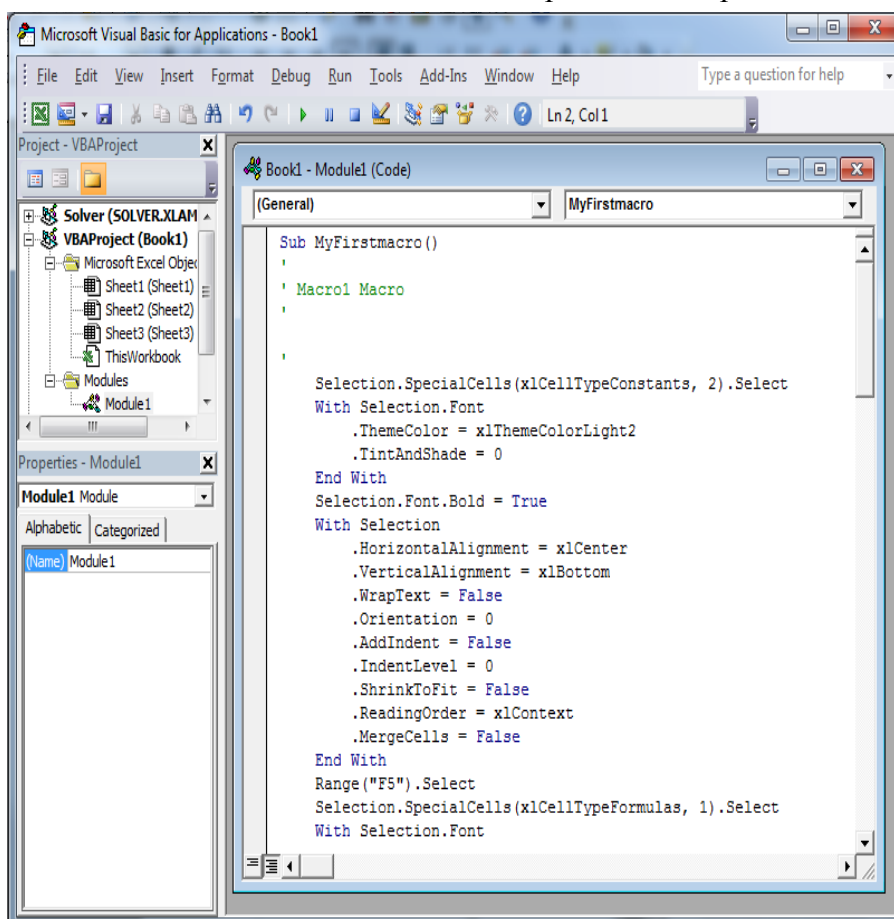 Microsoft Visual Basic for Applications - Book1
File Edit View Insert Format Debug Run Tools Add-Ins Window Help
Type a question for help
Ln 2, Col 1
Project - VBAProject
Solver (SOLVER.XLAM
VBAProject (Book1)
Microsoft Excel Objec
Sheet1 (Sheet1)
Sheet2 (Sheet2)
Sheet3 (Sheet3)
ThisWorkbook
Modules
Module1
Properties - Module1
Module1 Module
Alphabetic Categorized
(Name) Module1
Book1 - Module1 (Code)
(General) MyFirstmacro
Sub MyFirstmacro()
'
' Macro1 Macro
'
'
Selection.SpecialCells(xlCellTypeConstants, 2).Select
With Selection.Font
.ThemeColor = xlThemeColorLight2
.TintAndShade = 0
End With
Selection.Font.Bold = True
With Selection
.HorizontalAlignment = xlCenter
.VerticalAlignment = xlBottom
.WrapText = False
.Orientation = 0
.AddIndent = False
.IndentLevel = 0
.ShrinkToFit = False
.ReadingOrder = xlContext
.MergeCells = False
End With
Range("F5").Select
Selection.SpecialCells(xlCellTypeFormulas, 1).Select
With Selection.Font